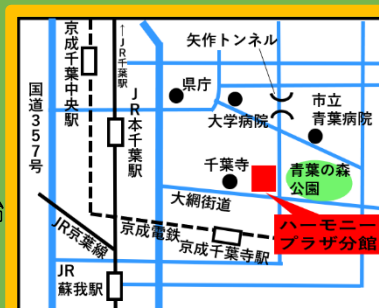 京成千葉中央駅
←JR千葉駅
国道357号
JR本千葉駅
矢作トンネル
県庁
大学病院
市立
青葉病院
千葉寺
青葉の森
公園
大網街道
ハーモニー
プラザ分館
JR京葉線
京成電鉄
京成千葉寺駅
JR
蘇我駅